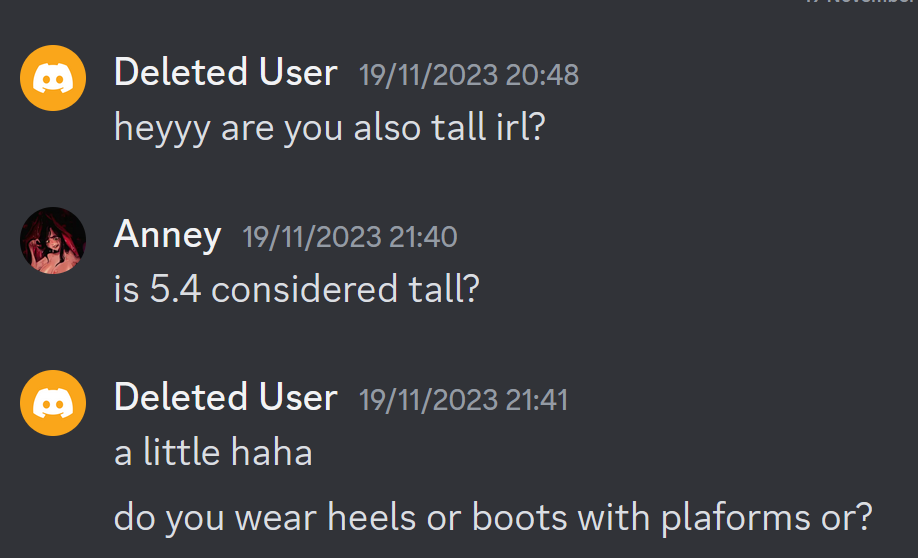 Deleted User 19/11/2023 20:48
heyyy are you also tall irl?
Anney 19/11/2023 21:40
is 5.4 considered tall?
Deleted User 19/11/2023 21:41
a little haha
do you wear heels or boots with plaforms or?